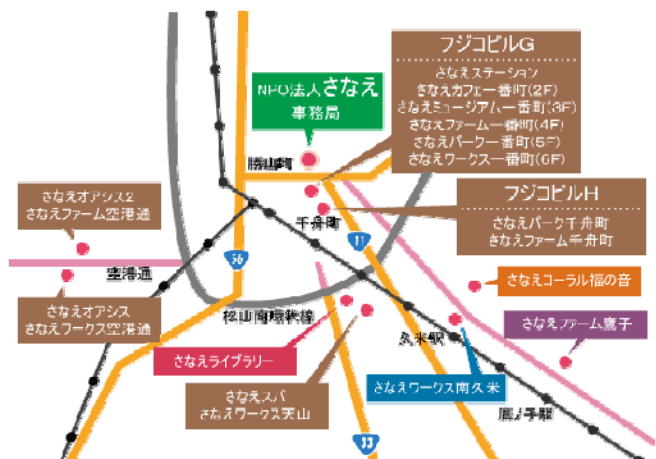 フジコビルG
さなえステーション
さなえカフェ一番町(2F)
さなえミュージアム一番町(3F)
さなえファーム一番町(4F)
さなえパーク一番町(5F)
さなえワークス一番町(6F)
NPO法人さなえ
事務局
勝山町
フジコビルH
さなえパーク千舟町
さなえファーム千舟町
千舟町
さなえオアシス2
さなえファーム空港通
空港通
さなえオアシス
さなえワークス空港通
56
11
松山南環状線
さなえコーラル福の音
さなえファーム鷹子
久米駅
さなえライブラリー
さなえワークス南久米
さなえスパ
さなえワークス天山
鷹ノ子駅
33